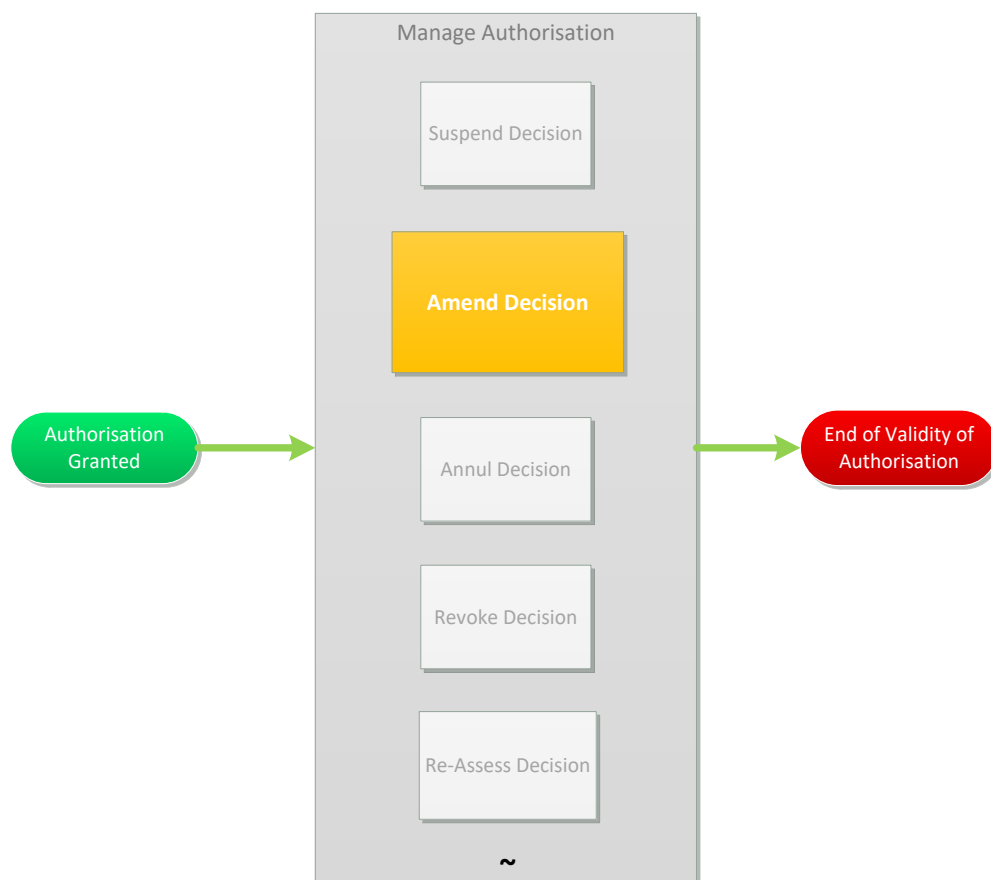 Manage Authorisation
Suspend Decision
Amend Decision
Authorisation
Granted
End of Validity of
Authorisation
Annul Decision
Revoke Decision
Re-Assess Decision
~